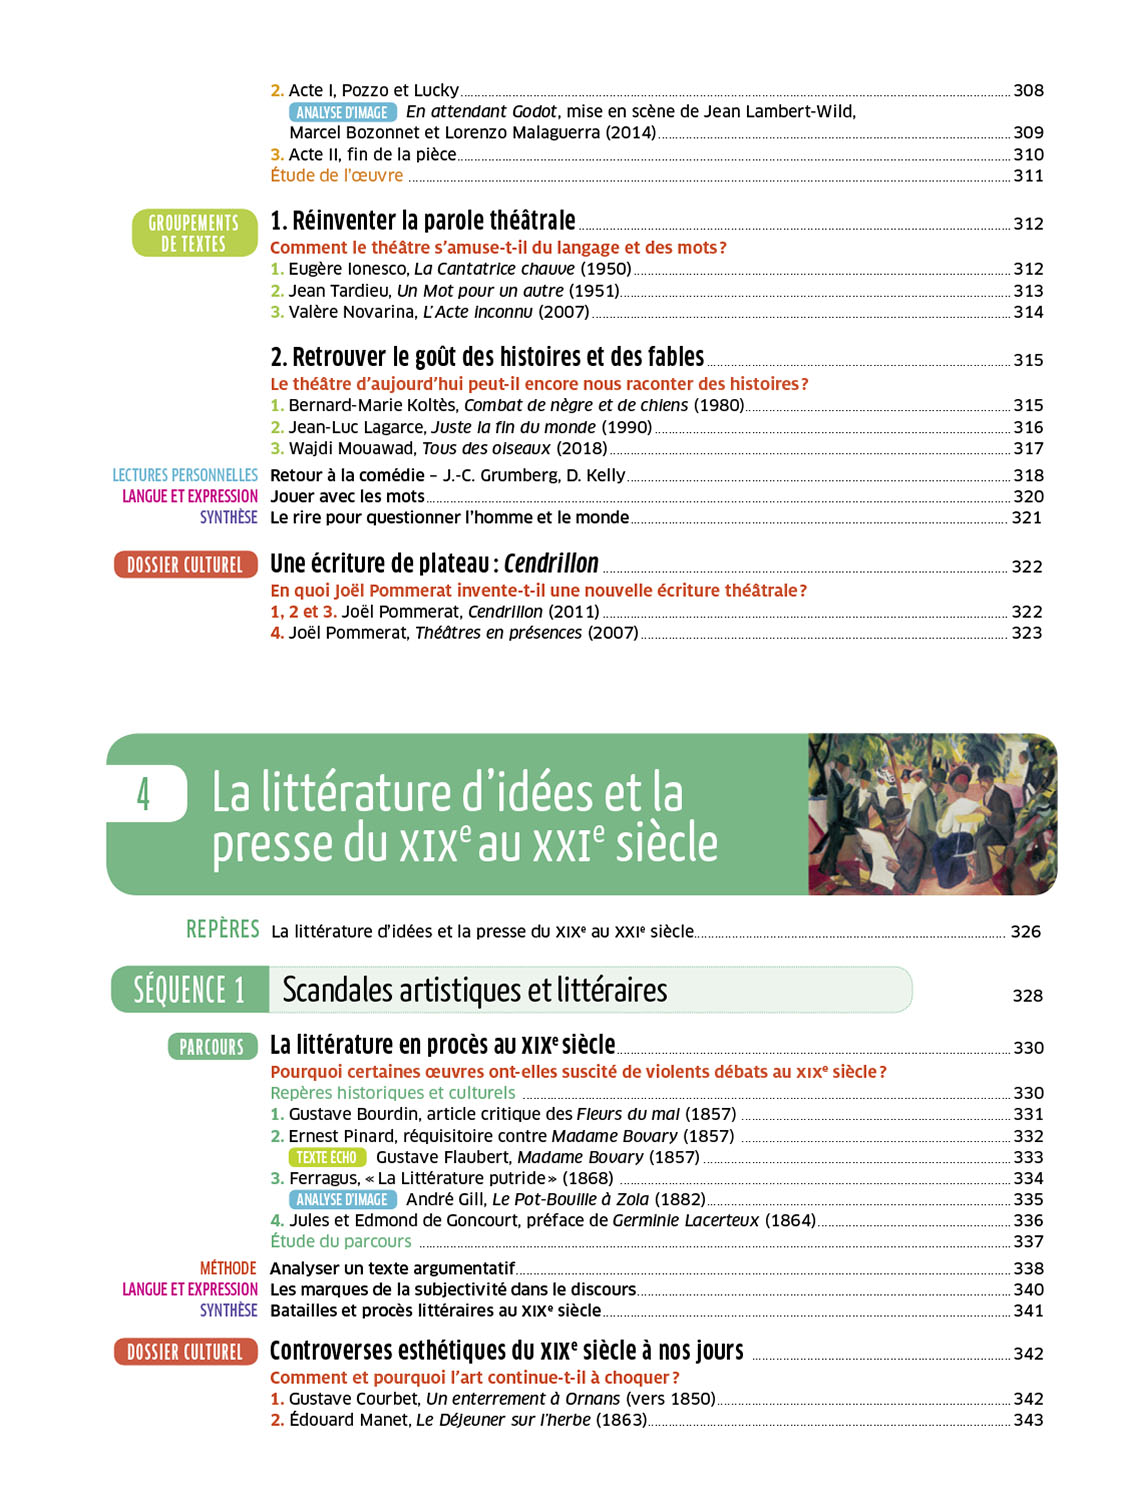 2. Acte I, Pozzo et Lucky 308
ANALYSE D'IMAGE En attendant Godot, mise en scène de Jean Lambert-Wild,
Marcel Bozonnet et Lorenzo Malaguerra (2014) 309
3. Acte II, fin de la pièce 310
Étude de l'œuvre 311
GROUPEMENTS
DE TEXTES
1. Réinventer la parole théâtrale 312
Comment le théâtre s'amuse-t-il du langage et des mots ?
1. Eugère Ionesco, La Cantatrice chauve (1950) 312
2. Jean Tardieu, Un Mot pour un autre (1951) 313
3. Valère Novarina, L'Acte inconnu (2007) 314
2. Retrouver le goût des histoires et des fables 315
Le théâtre d'aujourd'hui peut-il encore nous raconter des histoires ?
1. Bernard-Marie Koltès, Combat de nègre et de chiens (1980) 315
2. Jean-Luc Lagarce, Juste la fin du monde (1990) 316
3. Wajdi Mouawad, Tous des oiseaux (2018) 317
LECTURES PERSONNELLES Retour à la comédie – J.-C. Grumberg, D. Kelly 318
LANGUE ET EXPRESSION Jouer avec les mots 320
SYNTHÈSE Le rire pour questionner l'homme et le monde 321
DOSSIER CULTUREL Une écriture de plateau : Cendrillon 322
En quoi Joël Pommerat invente-t-il une nouvelle écriture théâtrale ?
1, 2 et 3. Joël Pommerat, Cendrillon (2011) 322
4. Joël Pommerat, Théâtres en présences (2007) 323
4 La littérature d'idées et la
presse du XIXe au XXIe siècle
REPÈRES La littérature d'idées et la presse du XIXe au XXIe siècle 326
SÉQUENCE 1 Scandales artistiques et littéraires 328
PARCOURS La littérature en procès au XIXe siècle 330
Pourquoi certaines œuvres ont-elles suscité de violents débats au XIXe siècle ?
Repères historiques et culturels 330
1. Gustave Bourdin, article critique des Fleurs du mal (1857) 331
2. Ernest Pinard, réquisitoire contre Madame Bovary (1857) 332
TEXTE ÉCHO Gustave Flaubert, Madame Bovary (1857) 333
3. Ferragus, « La Littérature putride » (1868) 334
ANALYSE D'IMAGE André Gill, Le Pot-Bouille à Zola (1882) 335
4. Jules et Edmond de Goncourt, préface de Germinie Lacerteux (1864) 336
Étude du parcours 337
MÉTHODE Analyser un texte argumentatif 338
LANGUE ET EXPRESSION Les marques de la subjectivité dans le discours 340
SYNTHÈSE Batailles et procès littéraires au XIXe siècle 341
DOSSIER CULTUREL Controverses esthétiques du XIXe siècle à nos jours 342
Comment et pourquoi l'art continue-t-il à choquer ?
1. Gustave Courbet, Un enterrement à Ornans (vers 1850) 342
2. Édouard Manet, Le Déjeuner sur l'herbe (1863) 343